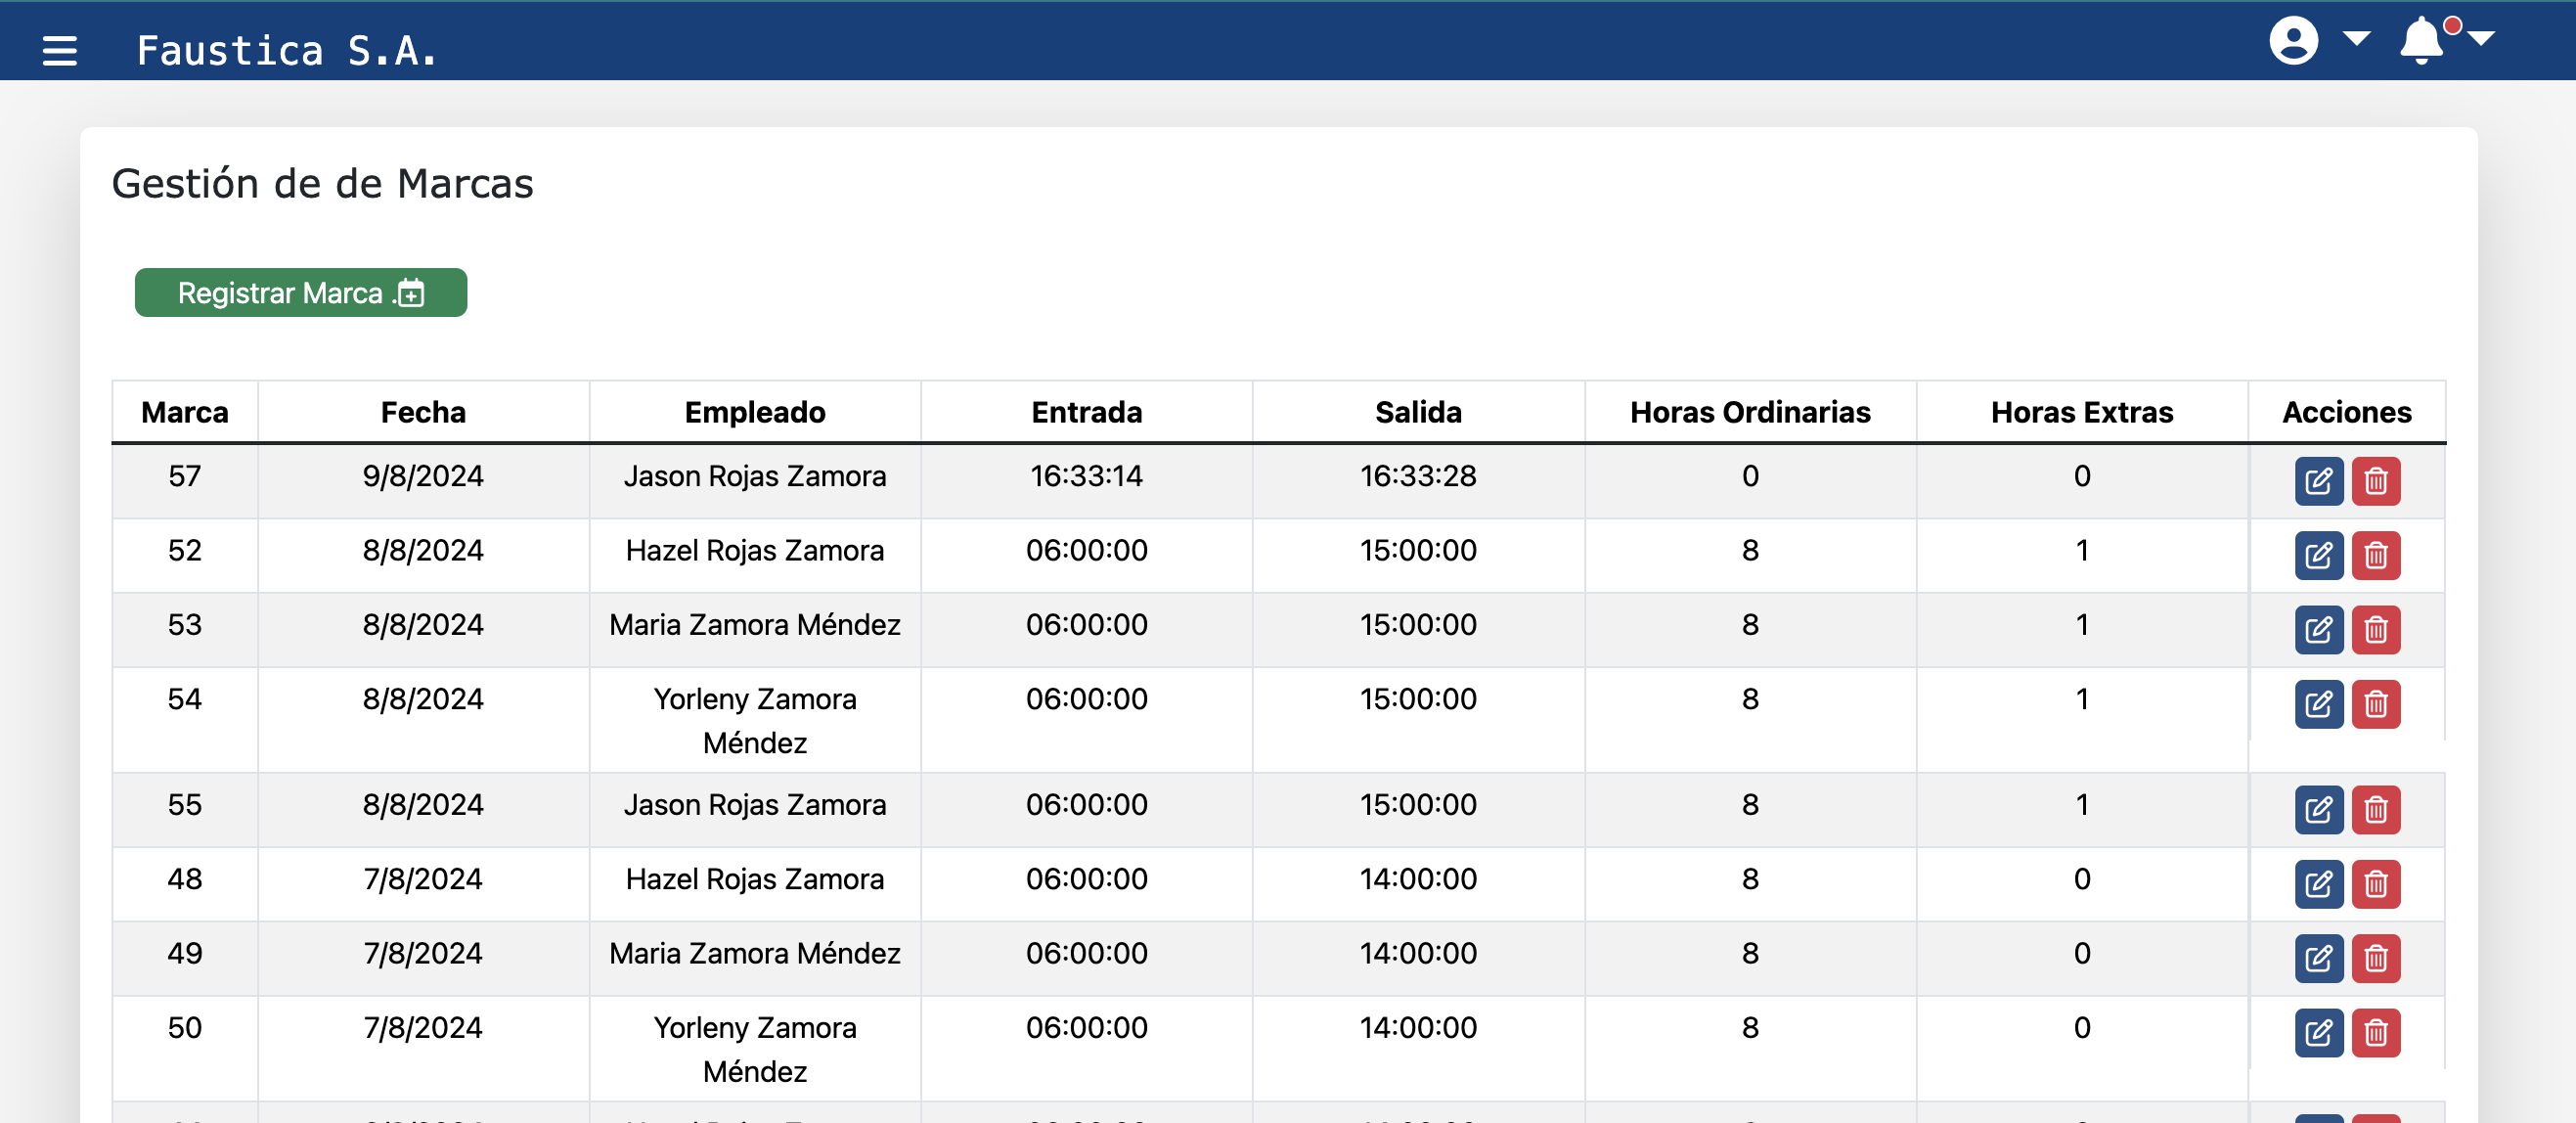 Faustica S.A.
Gestión de de Marcas
Registrar Marca .
Marca Fecha Empleado Entrada Salida Horas Ordinarias Horas Extras Acciones
57 9/8/2024 Jason Rojas Zamora 16:33:14 16:33:28 0 0
52 8/8/2024 Hazel Rojas Zamora 06:00:00 15:00:00 8 1
53 8/8/2024 Maria Zamora Méndez 06:00:00 15:00:00 8 1
54 8/8/2024 Yorleny Zamora 06:00:00 15:00:00 8 1
Méndez
55 8/8/2024 Jason Rojas Zamora 06:00:00 15:00:00 8 1
48 7/8/2024 Hazel Rojas Zamora 06:00:00 14:00:00 8 0
49 7/8/2024 Maria Zamora Méndez 06:00:00 14:00:00 8 0
50 7/8/2024 Yorleny Zamora 06:00:00 14:00:00 8 0
Méndez